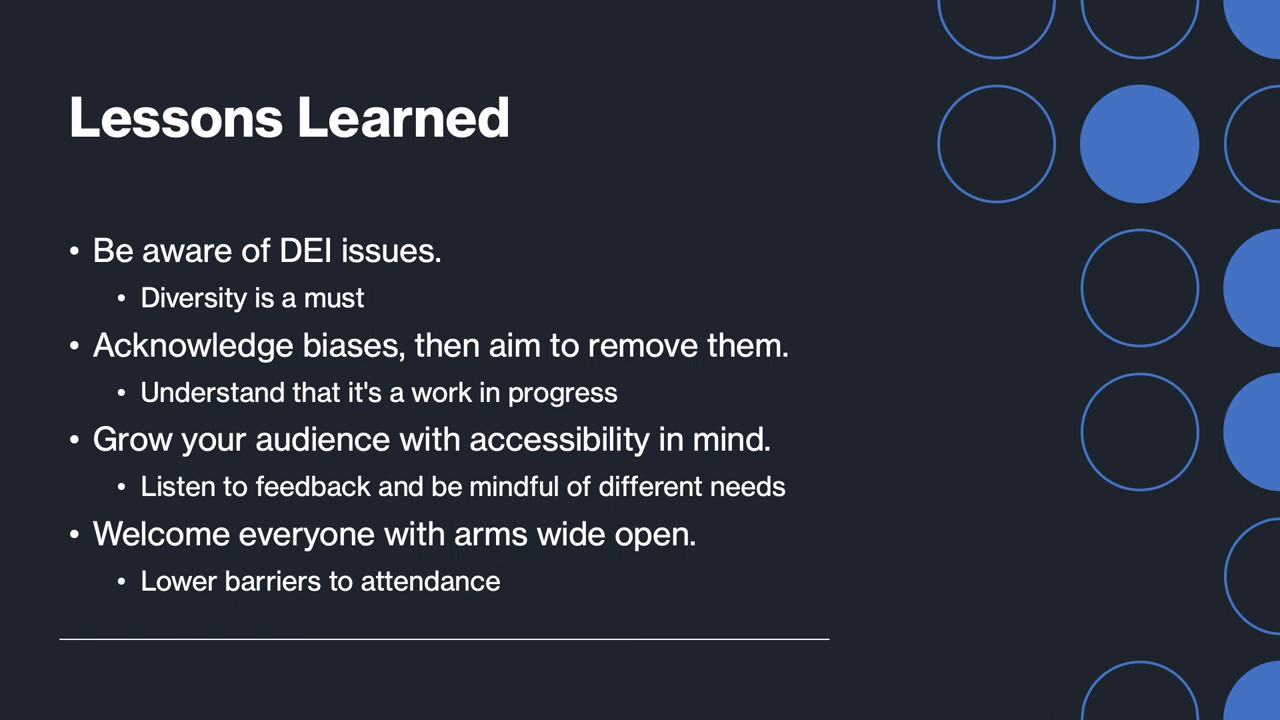 Lessons Learned
• Be aware of DEI issues.
• Diversity is a must
• Acknowledge biases, then aim to remove them.
• Understand that it's a work in progress
• Grow your audience with accessibility in mind.
• Listen to feedback and be mindful of different needs
• Welcome everyone with arms wide open.
• Lower barriers to attendance